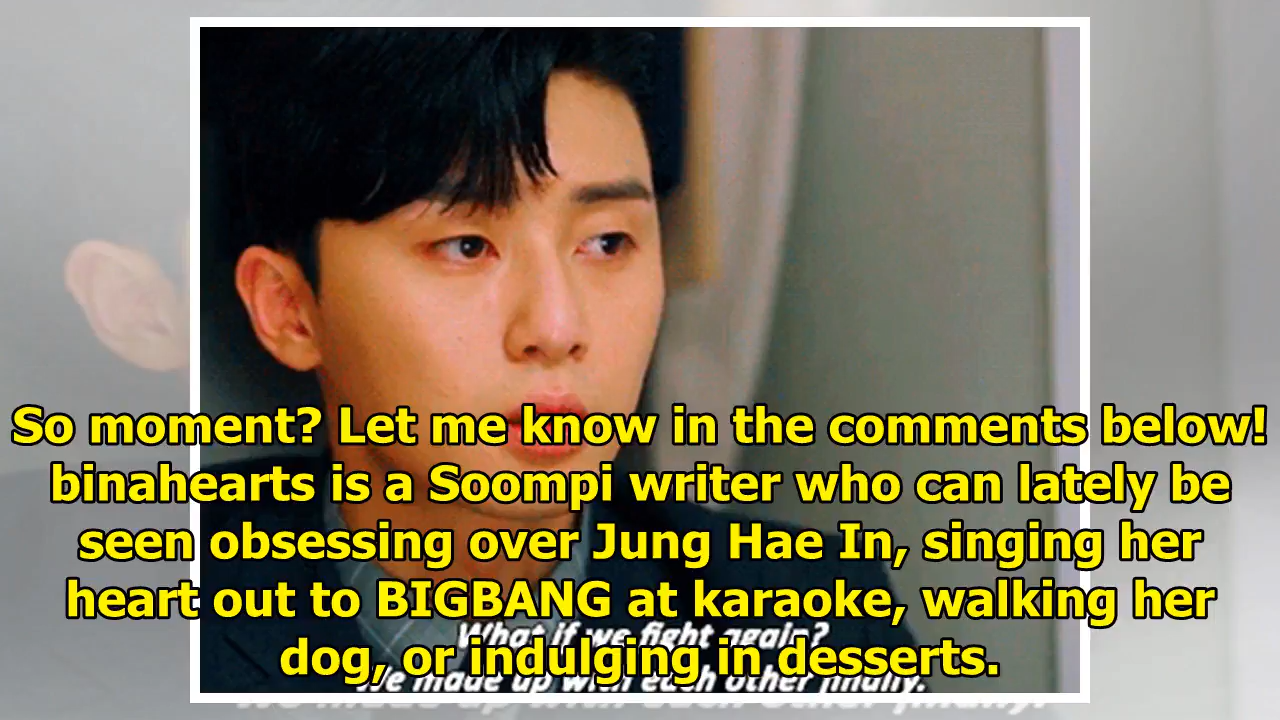 So moment? Let me know in the comments below!
binahearts is a Soompi writer who can lately be
seen obsessing over Jung Hae In, singing her
heart out to BIGBANG at karaoke, walking her
What if we fight again?
dog, or indulging in desserts.
We made up with each other finally.